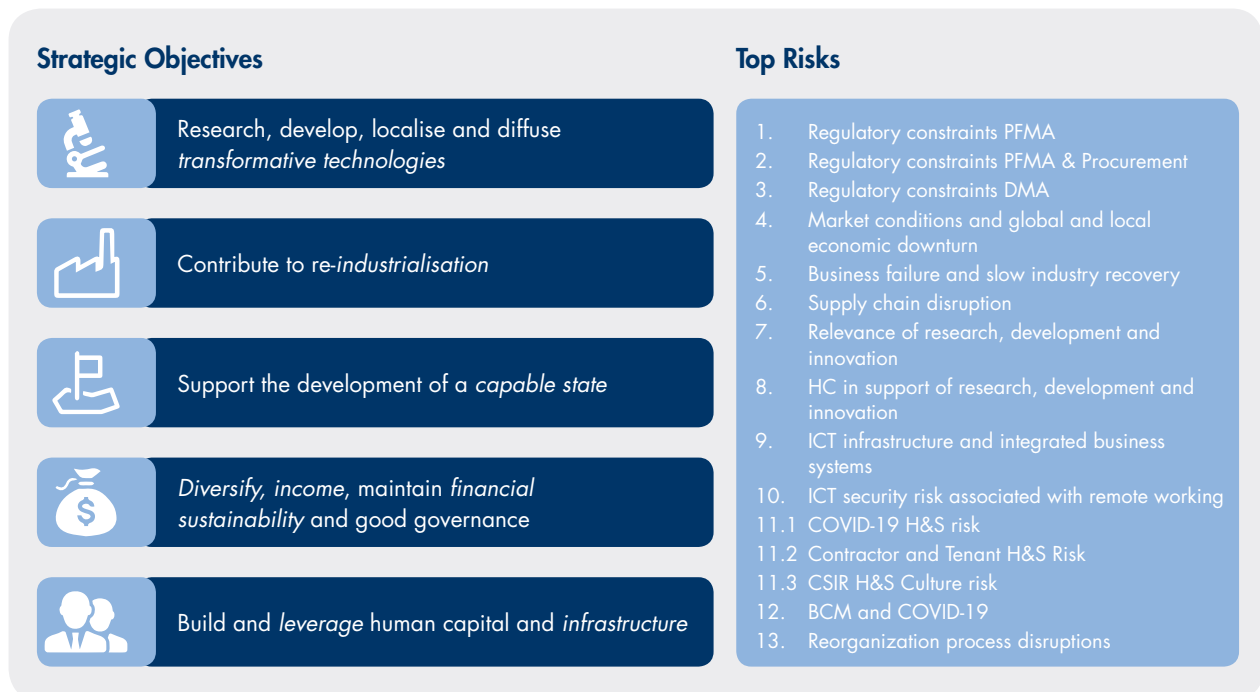 Strategic Objectives
Research, develop, localise and diffuse
transformative technologies
Contribute to re-industrialisation
Support the development of a capable state
$
Diversify, income, maintain financial
sustainability and good governance
Build and leverage human capital and infrastructure
Top Risks
1. Regulatory constraints PFMA
2. Regulatory constraints PFMA & Procurement
3. Regulatory constraints DMA
4. Market conditions and global and local
economic downturn
5. Business failure and slow industry recovery
6. Supply chain disruption
7. Relevance of research, development and
innovation
8. HC in support of research, development and
innovation
9. ICT infrastructure and integrated business
systems
10. ICT security risk associated with remote working
11.1 COVID-19 H&S risk
11.2 Contractor and Tenant H&S Risk
11.3 CSIR H&S Culture risk
12. BCM and COVID-19
13. Reorganization process disruptions